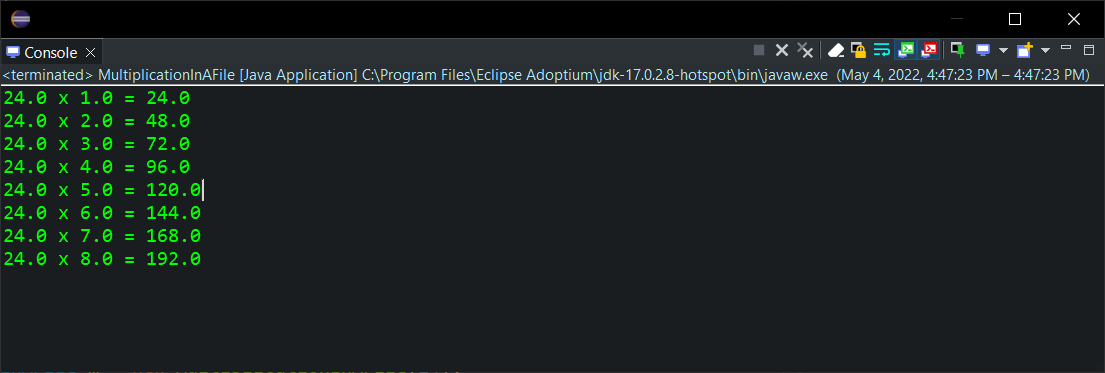 Console
<terminated> MultiplicationInAFile [Java Application] C:\Program Files\Eclipse Adoptium\jdk-17.0.2.8-hotspot\bin\javaw.exe (May 4, 2022, 4:47:23 PM – 4:47:23 PM)
24.0 x 1.0 = 24.0
24.0 x 2.0 = 48.0
24.0 x 3.0 = 72.0
24.0 x 4.0 = 96.0
24.0 x 5.0 = 120.0
24.0 x 6.0 = 144.0
24.0 x 7.0 = 168.0
24.0 x 8.0 = 192.0